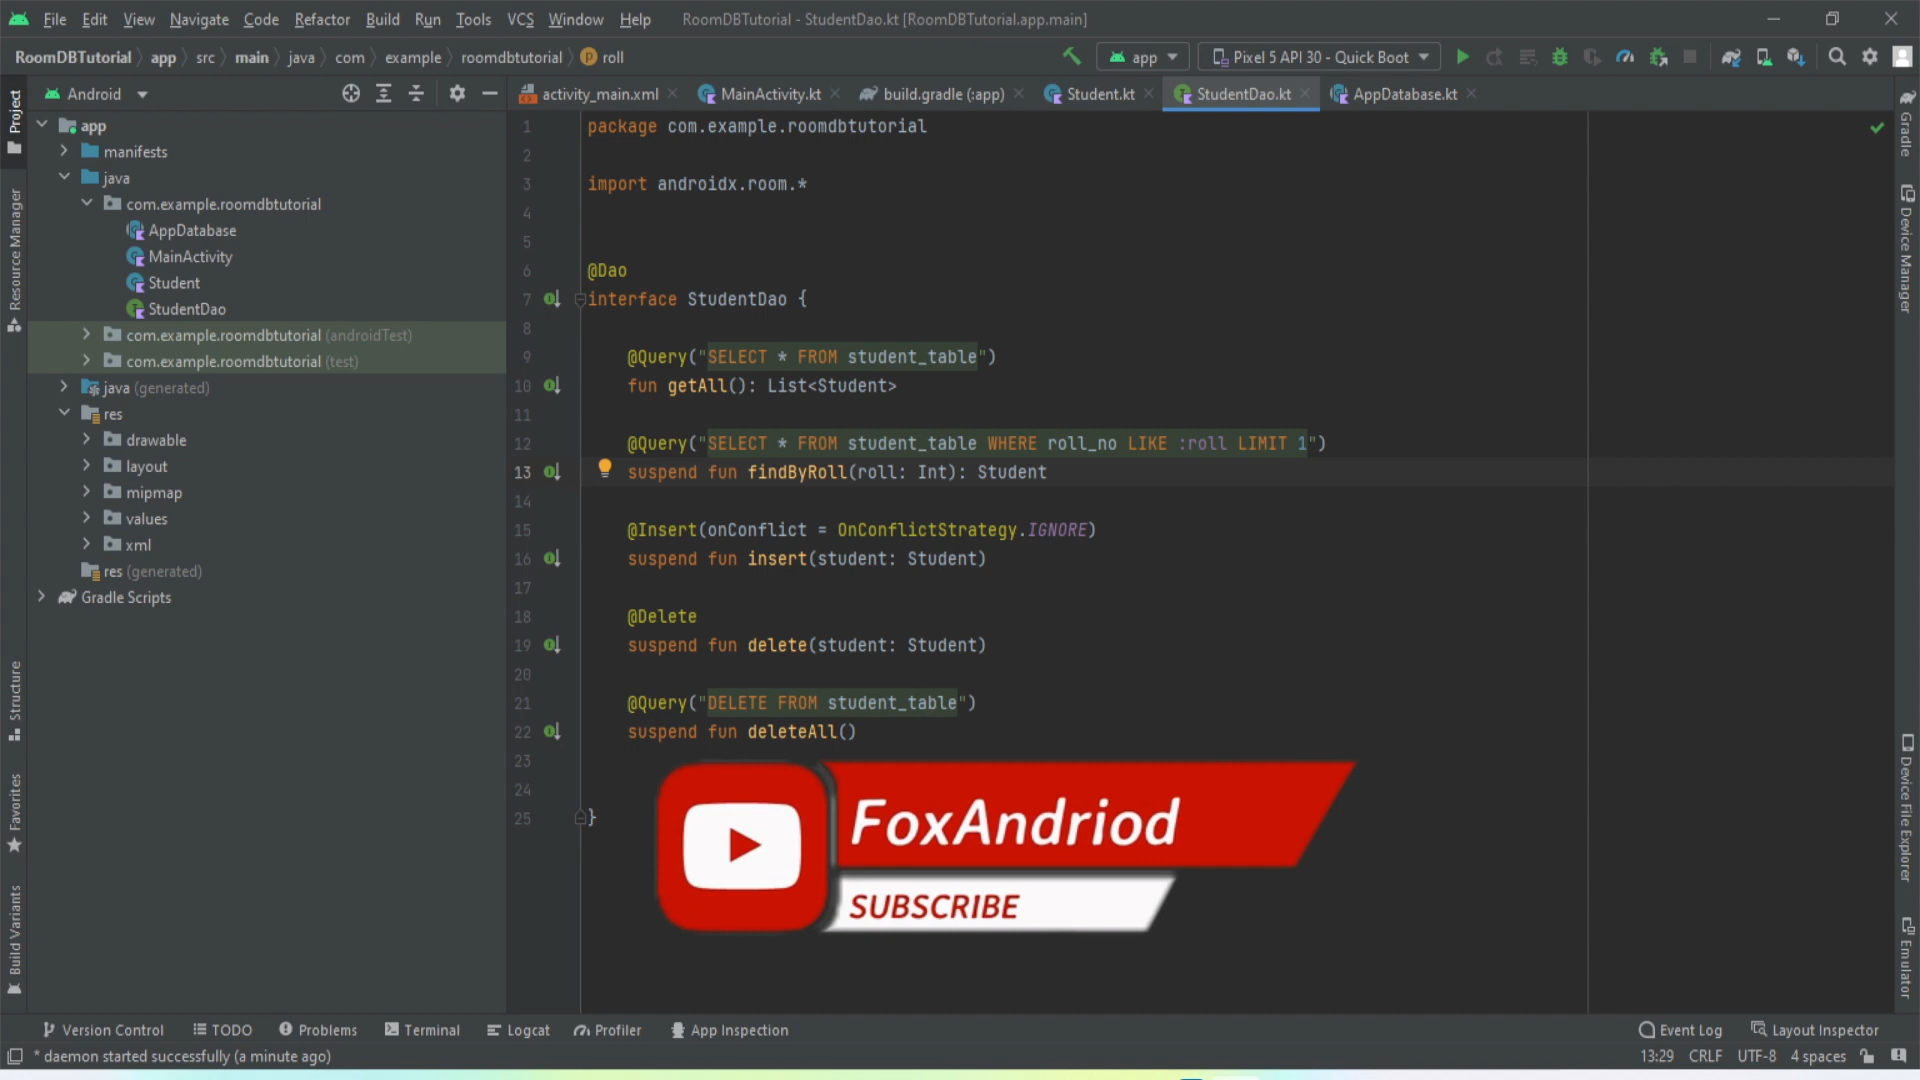 File Edit View Navigate Code Refactor Build Run Tools VCS Window Help RoomDBTutorial - StudentDao.kt [RoomDBTutorial.app.main]
RoomDBTutorial app src main java com example roomdbtutorial roll app Pixel 5 API 30 - Quick Boot
Android activity_main.xml MainActivity.kt build.gradle (:app) Student.kt StudentDao.kt AppDatabase.kt
Project
Resource Manager
Structure
Favorites
Build Variants
app
manifests
java
com.example.roomdbtutorial
AppDatabase
MainActivity
Student
StudentDao
com.example.roomdbtutorial (androidTest)
com.example.roomdbtutorial (test)
java (generated)
res
drawable
layout
mipmap
values
xml
res (generated)
Gradle Scripts
1 package com.example.roomdbtutorial
2
3 import androidx.room.*
4
5
6 @Dao
7 interface StudentDao {
8
9 @Query("SELECT * FROM student_table")
10 fun getAll(): List<Student>
11
12 @Query("SELECT * FROM student_table WHERE roll_no LIKE :roll LIMIT 1")
13 suspend fun findByRoll(roll: Int): Student
14
15 @Insert(onConflict = OnConflictStrategy.IGNORE)
16 suspend fun insert(student: Student)
17
18 @Delete
19 suspend fun delete(student: Student)
20
21 @Query("DELETE FROM student_table")
22 suspend fun deleteAll()
23
24
25 }
FoxAndriod
SUBSCRIBE
Gradle
Device Manager
Device File Explorer
Emulator
Version Control TODO Problems Terminal Logcat Profiler App Inspection Event Log Layout Inspector
* daemon started successfully (a minute ago) 13:29 CRLF UTF-8 4 spaces